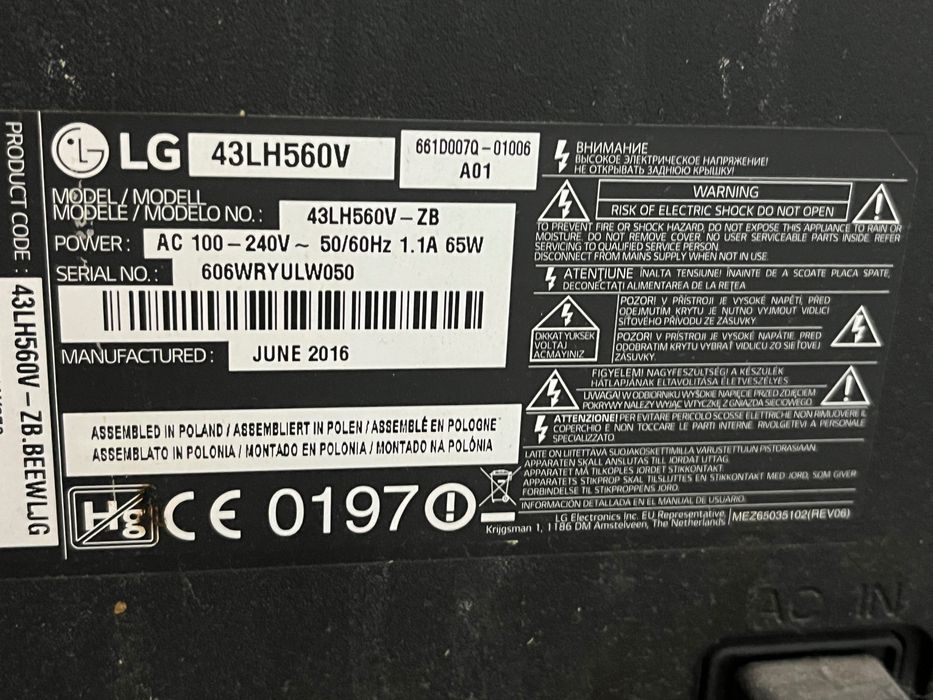 PRODUCT CODE : 43LH560V-ZB.BEEWLJG
LG 43LH560V
661D007Q-01006
A01
MODEL / MODELL
MODÈLE / MODELO NO. : 43LH560V-ZB
POWER : AC 100-240V~ 50/60Hz 1.1A 65W
SERIAL NO. : 606WRYULW050
MANUFACTURED : JUNE 2016
ASSEMBLED IN POLAND / ASSEMBLIERT IN POLEN / ASSEMBLÉ EN POLOGNE
ASSEMBLATO IN POLONIA / MONTADO EN POLONIA / MONTADO NA POLÔNIA
Hg CE 0197
ВНИМАНИЕ
ВЫСОКОЕ ЭЛЕКТРИЧЕСКОЕ НАПРЯЖЕНИЕ!
НЕ ОТКРЫВАТЬ ЗАДНЮЮ КРЫШКУ!
WARNING
RISK OF ELECTRIC SHOCK DO NOT OPEN
TO PREVENT FIRE OR SHOCK HAZARD, DO NOT EXPOSE THIS APPLIANCE TO RAIN OR
MOISTURE. DO NOT REMOVE COVER. NO USER SERVICEABLE PARTS INSIDE. REFER
SERVICING TO QUALIFIED SERVICE PERSON.
DISCONNECT FROM MAINS SUPPLY WHEN NOT IN USE.
ATENȚIUNE ÎNALTA TENSIUNE! ÎNAINTE DE A SCOATE PLACA SPATE,
DECONECTAȚI ALIMENTAREA DE LA REȚEA
DIKKAT YUKSEK
VOLTAJ
ACMAYINIZ
POZOR! V PŘÍSTROJI JE VYSOKÉ NAPĚTÍ, PŘED
ODEJMUTÍM KRYTU JE NUTNO VYJMOUT VIDLICI
SÍŤOVÉHO PŘÍVODU ZE ZÁSUVKY.
POZOR! V PRÍSTROJI JE VYSOKÉ NAPÄTIE. PRED
ODOBRATÍM KRYTU VYBRAŤ VIDLICU ZO SIEŤOVEJ
ZÁSUVKY.
FIGYELEM! NAGYFESZÜLTSÉG! A KÉSZÜLÉK
HÁTLAPJÁNAK ELTÁVOLÍTÁSA ÉLETVESZÉLYES.
UWAGA! W ODBIORNIKU WYSOKIE NAPIĘCIE PRZED ZDJĘCIEM
POKRYWY NALEŻY WYJĄĆ WTYCZKĘ Z GNIAZDA SIECIOWEGO
ATTENZIONE! PER EVITARE PERICOLO SCOSSE ELETTRICHE NON RIMUOVERE IL
COPERCHIO E NON TOCCARE LE PARTI INTERNE. RIVOLGETEVI A PERSONALE
SPECIALIZZATO.
LAITE ON LIITETTÄVÄ SUOJAKOSKETTIMILLA VARUSTETTUUN PISTORASIAAN.
APPARATEN SKALL ANSLUTAS TILL JORDAT UTTAG.
APPARATET MÅ TILKOPLES JORDET STIKKONTAKT.
APPARATETS STIKPROP SKAL TILSLUTTES EN STIKKONTAKT MED JORD, SOM GIVER
FORBINDELSE TIL STIKPROPPENS JORD.
INFORMACIÓN DETALLADA EN EL MANUAL DE USUARIO.
LG Electronics Inc. EU Representative,
Krijgsman 1, 1186 DM Amstelveen, The Netherlands
MEZ65035102(REV06)
AC IN